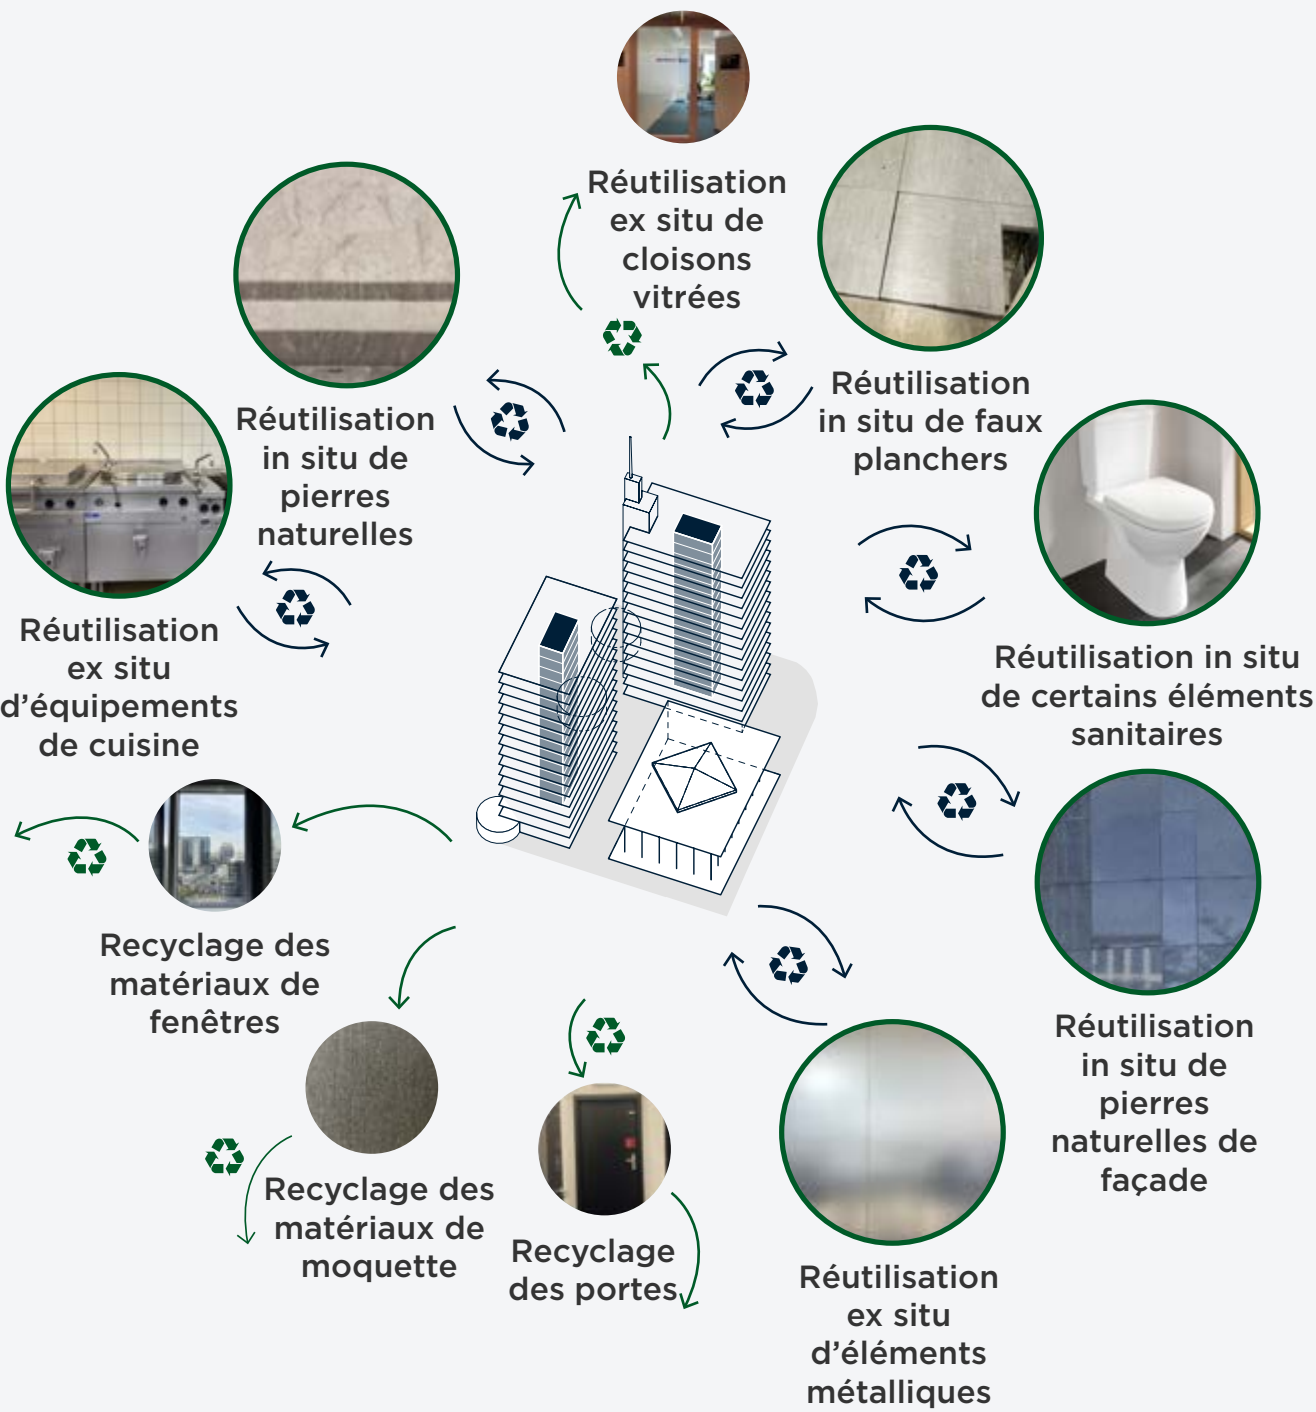 Réutilisation
ex situ de
cloisons
vitrées
Réutilisation
in situ de faux
planchers
Réutilisation
in situ de
pierres
naturelles
Réutilisation
ex situ
d’équipements
de cuisine
Réutilisation in situ
de certains éléments
sanitaires
Recyclage des
matériaux de
fenêtres
Réutilisation
in situ de
pierres
naturelles de
façade
Recyclage des
matériaux de
moquette
Recyclage
des portes
Réutilisation
ex situ
d’éléments
métalliques